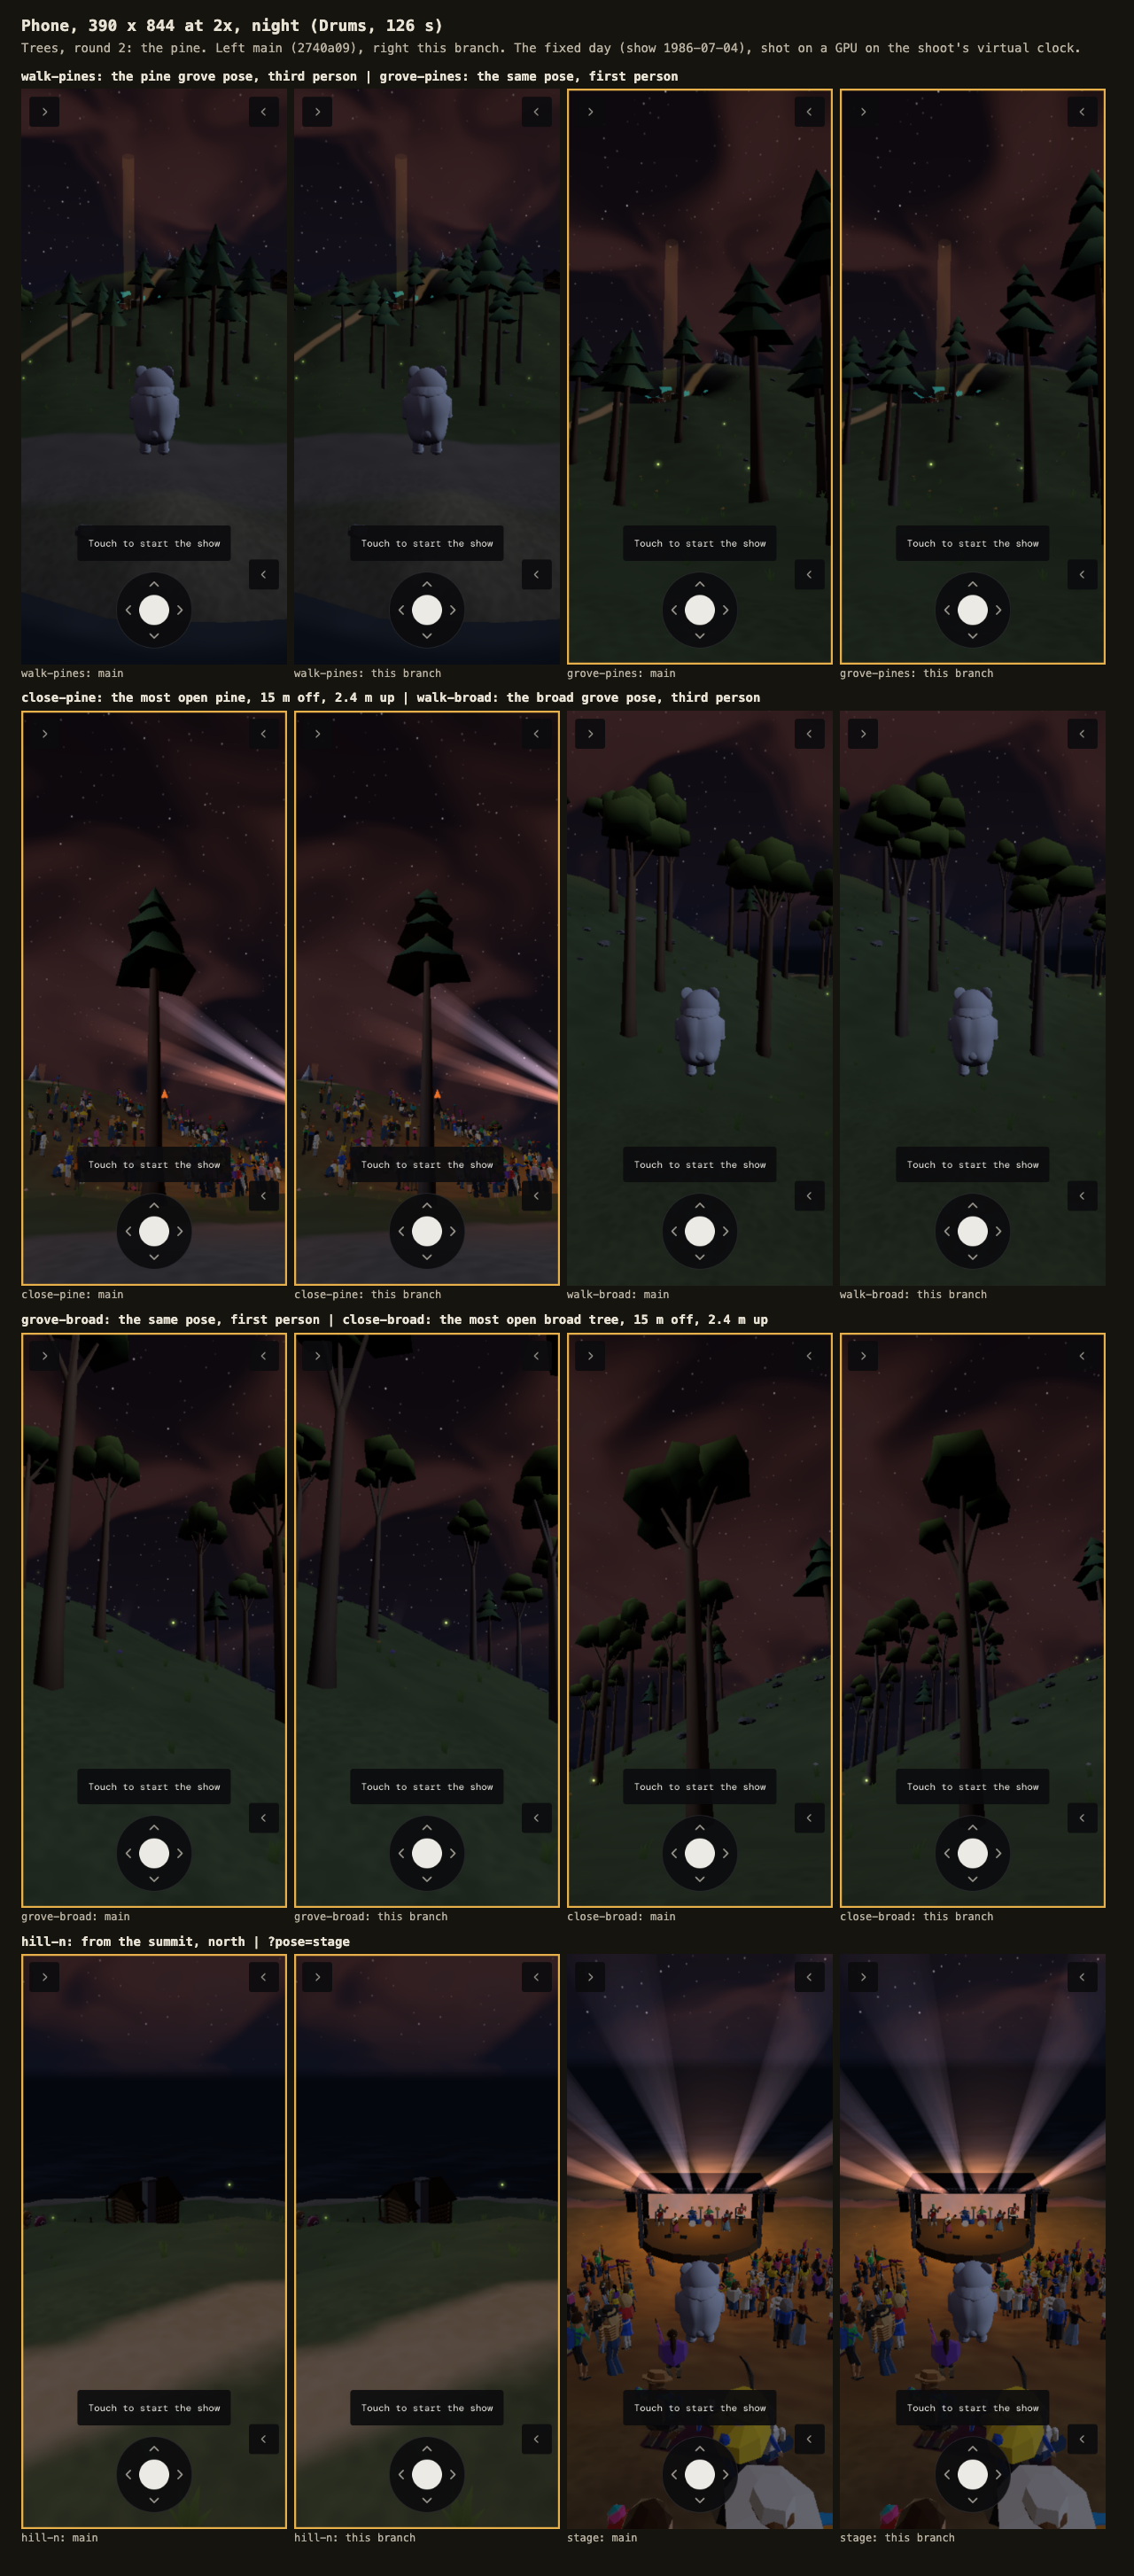 Phone, 390 x 844 at 2x, night (Drums, 126 s)
Trees, round 2: the pine. Left main (2740a09), right this branch. The fixed day (show 1986-07-04), shot on a GPU on the shoot's virtual clock.
walk-pines: the pine grove pose, third person | grove-pines: the same pose, first person
Touch to start the show
Touch to start the show
Touch to start the show
Touch to start the show
walk-pines: main
walk-pines: this branch
grove-pines: main
grove-pines: this branch
close-pine: the most open pine, 15 m off, 2.4 m up | walk-broad: the broad grove pose, third person
Touch to start the show
Touch to start the show
Touch to start the show
Touch to start the show
close-pine: main
close-pine: this branch
walk-broad: main
walk-broad: this branch
grove-broad: the same pose, first person | close-broad: the most open broad tree, 15 m off, 2.4 m up
Touch to start the show
Touch to start the show
Touch to start the show
Touch to start the show
grove-broad: main
grove-broad: this branch
close-broad: main
close-broad: this branch
hill-n: from the summit, north | ?pose=stage
Touch to start the show
Touch to start the show
Touch to start the show
Touch to start the show
hill-n: main
hill-n: this branch
stage: main
stage: this branch